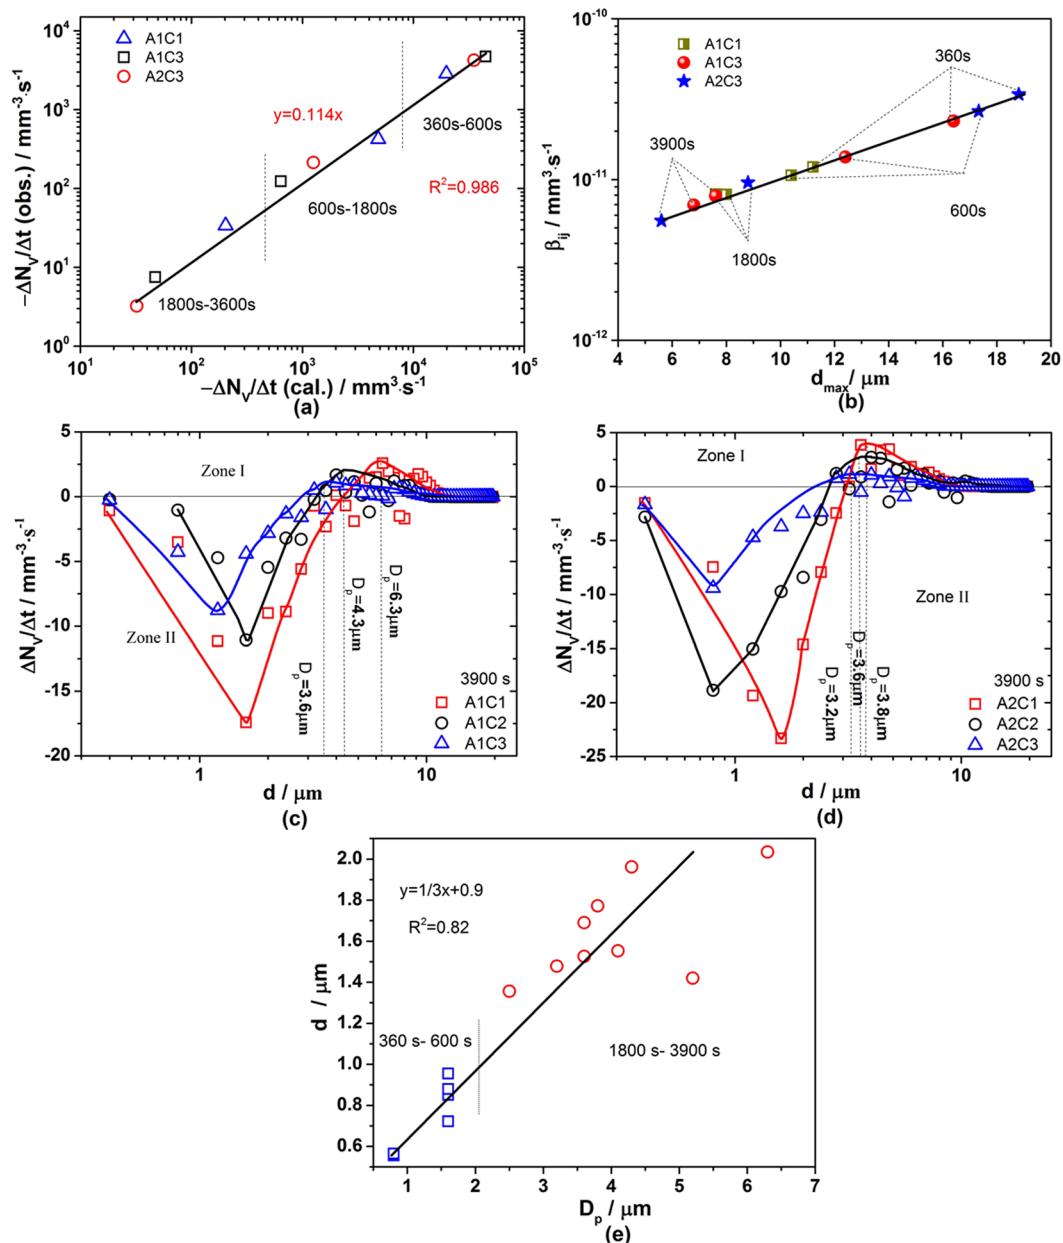 10⁴
10³
10²
10¹
10⁰
−ΔN_V/Δt (obs.) / mm⁻³·s⁻¹
A1C1
A1C3
A2C3
y=0.114x
360s-600s
R²=0.986
600s-1800s
1800s-3600s
10¹ 10² 10³ 10⁴ 10⁵
−ΔN_V/Δt (cal.) / mm³·s⁻¹
(a)
10⁻¹⁰
10⁻¹¹
10⁻¹²
β_ij / mm³·s⁻¹
A1C1
A1C3
A2C3
360s
3900s
600s
1800s
4 6 8 10 12 14 16 18 20
d_max/ μm
(b)
5
0
-5
-10
-15
-20
ΔN_V/Δt / mm⁻³·s⁻¹
Zone I
Zone II
D_p=3.6μm
D_p=4.3μm
D_p=6.3μm
3900 s
A1C1
A1C2
A1C3
1 10
d / μm
(c)
5
0
-5
-10
-15
-20
-25
ΔN_V/Δt / mm⁻³·s⁻¹
Zone I
Zone II
D_p=3.2μm
D_p=3.6μm
D_p=3.8μm
3900 s
A2C1
A2C2
A2C3
1 10
d / μm
(d)
2.0
1.8
1.6
1.4
1.2
1.0
0.8
0.6
d / μm
y=1/3x+0.9
R²=0.82
360 s- 600 s
1800 s- 3900 s
1 2 3 4 5 6 7
D_p / μm
(e)